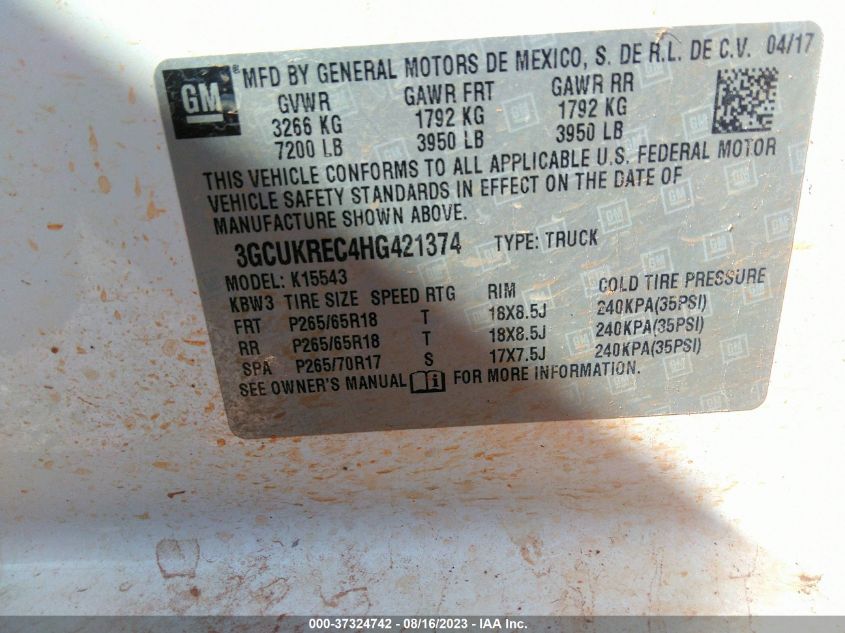 GM ® MFD BY GENERAL MOTORS DE MEXICO, S. DE R.L. DE C.V. 04/17
GVWR GAWR FRT GAWR RR
3266 KG 1792 KG 1792 KG
7200 LB 3950 LB 3950 LB
THIS VEHICLE CONFORMS TO ALL APPLICABLE U.S. FEDERAL MOTOR
VEHICLE SAFETY STANDARDS IN EFFECT ON THE DATE OF
MANUFACTURE SHOWN ABOVE.
3GCUKREC4HG421374 TYPE: TRUCK
MODEL: K15543
KBW3 TIRE SIZE SPEED RTG RIM COLD TIRE PRESSURE
FRT P265/65R18 T 18X8.5J 240KPA(35PSI)
RR P265/65R18 T 18X8.5J 240KPA(35PSI)
SPA P265/70R17 S 17X7.5J 240KPA(35PSI)
SEE OWNER'S MANUAL i FOR MORE INFORMATION.
000-37324742 - 08/16/2023 - IAA Inc.